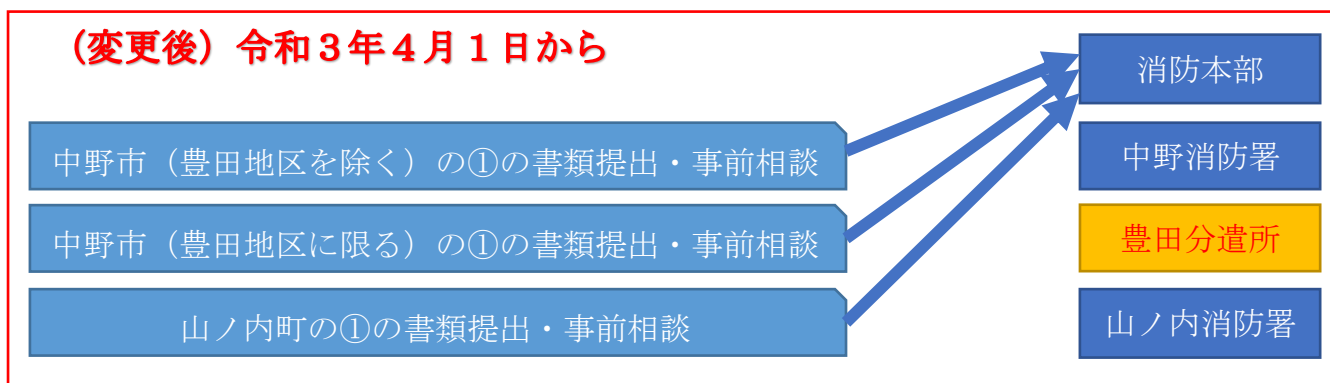 （変更後）令和３年４月１日から
消防本部
中野市（豊田地区を除く）の①の書類提出・事前相談
中野消防署
中野市（豊田地区に限る）の①の書類提出・事前相談
豊田分遣所
山ノ内町の①の書類提出・事前相談
山ノ内消防署